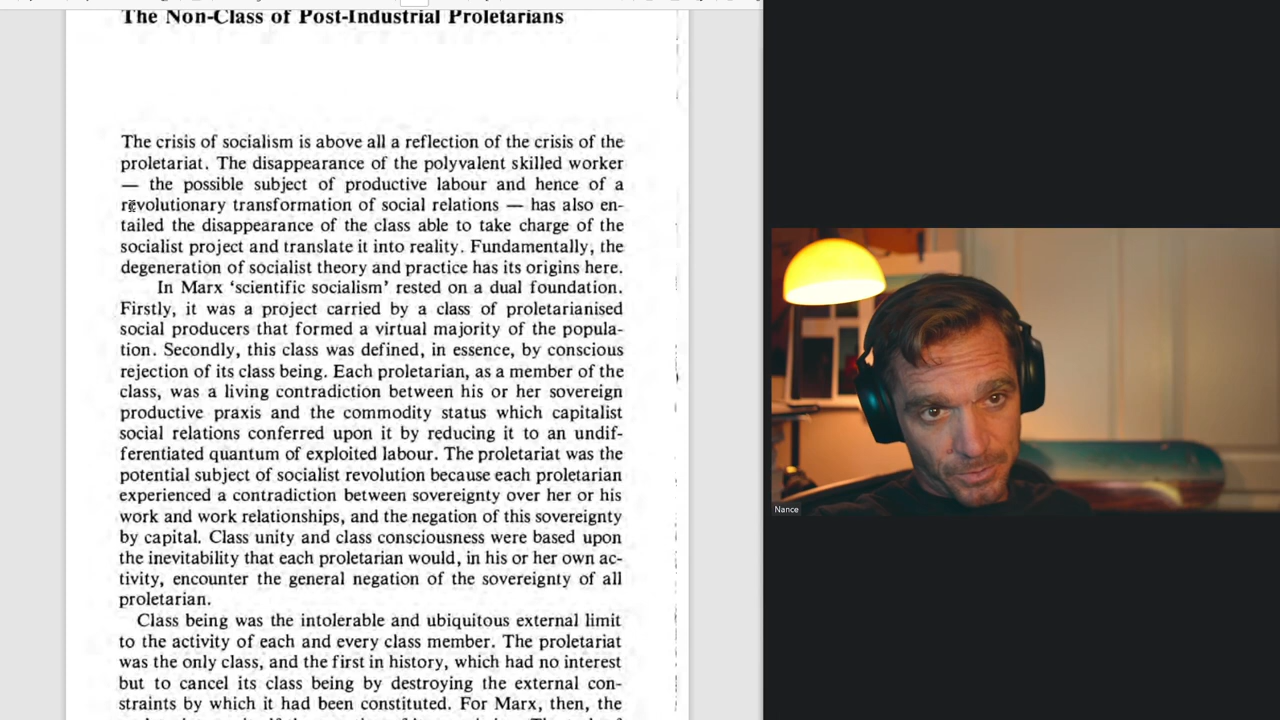 The Non-Class of Post-Industrial Proletarians
The crisis of socialism is above all a reflection of the crisis of the
proletariat. The disappearance of the polyvalent skilled worker
— the possible subject of productive labour and hence of a
revolutionary transformation of social relations — has also en-
tailed the disappearance of the class able to take charge of the
socialist project and translate it into reality. Fundamentally, the
degeneration of socialist theory and practice has its origins here.
In Marx ‘scientific socialism’ rested on a dual foundation.
Firstly, it was a project carried by a class of proletarianised
social producers that formed a virtual majority of the popula-
tion. Secondly, this class was defined, in essence, by conscious
rejection of its class being. Each proletarian, as a member of the
class, was a living contradiction between his or her sovereign
productive praxis and the commodity status which capitalist
social relations conferred upon it by reducing it to an undif-
ferentiated quantum of exploited labour. The proletariat was the
potential subject of socialist revolution because each proletarian
experienced a contradiction between sovereignty over her or his
work and work relationships, and the negation of this sovereignty
by capital. Class unity and class consciousness were based upon
the inevitability that each proletarian would, in his or her own ac-
tivity, encounter the general negation of the sovereignty of all
proletarian.
Class being was the intolerable and ubiquitous external limit
to the activity of each and every class member. The proletariat
was the only class, and the first in history, which had no interest
but to cancel its class being by destroying the external con-
straints by which it had been constituted. For Marx, then, the
Nance